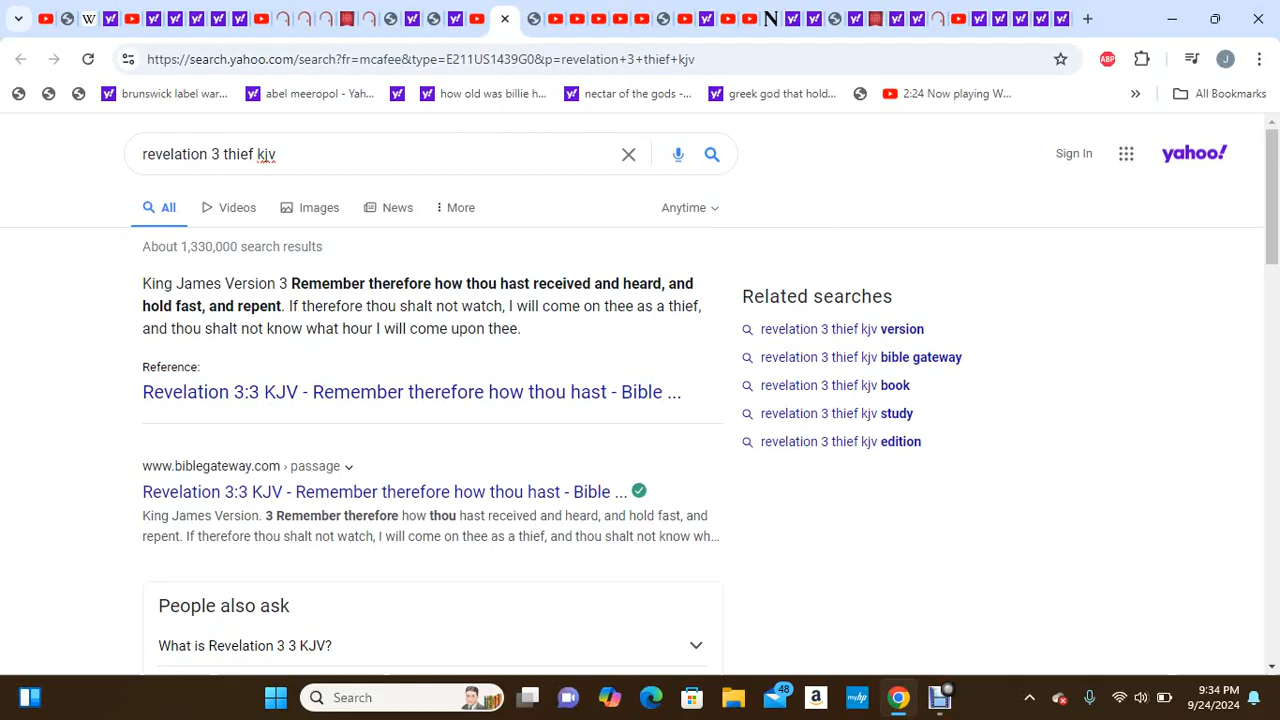 https://search.yahoo.com/search?fr=mcafee&type=E211US1439G0&p=revelation+3+thief+kjv
ABP
J
brunswick label war...
abel meeropol - Yah...
how old was billie h...
nectar of the gods -...
greek god that hold...
2:24 Now playing W...
All Bookmarks
revelation 3 thief kjv
Sign In
yahoo!
All
Videos
Images
News
More
Anytime
About 1,330,000 search results
King James Version 3 Remember therefore how thou hast received and heard, and
hold fast, and repent. If therefore thou shalt not watch, I will come on thee as a thief,
and thou shalt not know what hour I will come upon thee.
Reference:
Revelation 3:3 KJV - Remember therefore how thou hast - Bible ...
www.biblegateway.com › passage
Revelation 3:3 KJV - Remember therefore how thou hast - Bible ...
King James Version. 3 Remember therefore how thou hast received and heard, and hold fast, and
repent. If therefore thou shalt not watch, I will come on thee as a thief, and thou shalt not know wh...
People also ask
What is Revelation 3 3 KJV?
Related searches
revelation 3 thief kjv version
revelation 3 thief kjv bible gateway
revelation 3 thief kjv book
revelation 3 thief kjv study
revelation 3 thief kjv edition
Search
48
a
hp
9:34 PM
9/24/2024